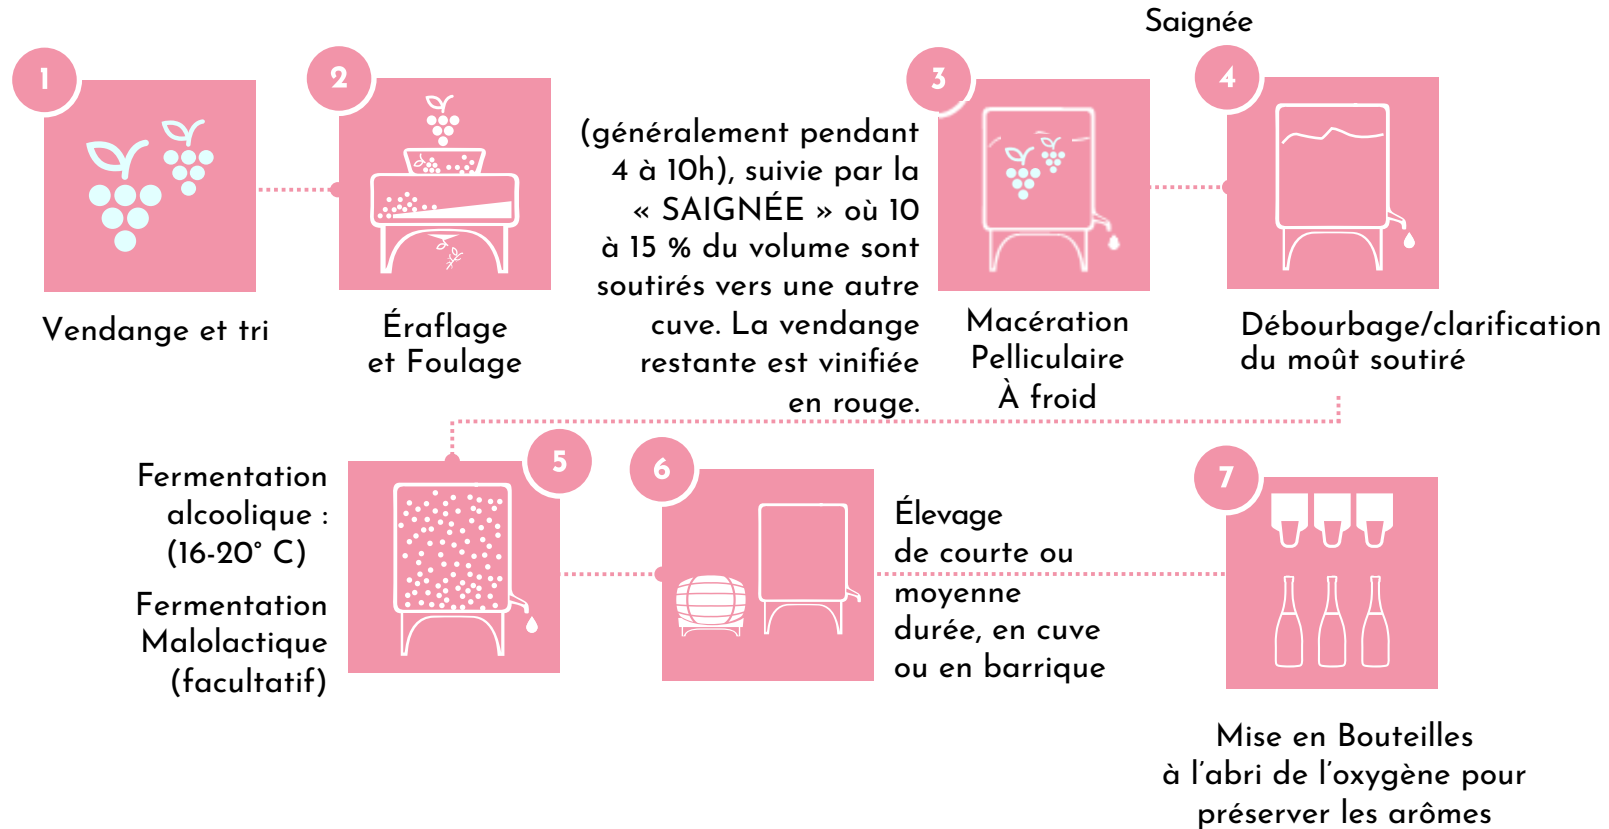 Saignée
1
2
3
4
Vendange et tri
Éraflage
et Foulage
(généralement pendant
4 à 10h), suivie par la
« SAIGNÉE » où 10
à 15 % du volume sont
soutirés vers une autre
cuve. La vendange
restante est vinifiée
en rouge.
Macération
Pelliculaire
À froid
Débourbage/clarification
du moût soutiré
5
6
7
Fermentation
alcoolique :
(16-20° C)
Fermentation
Malolactique
(facultatif)
Élevage
de courte ou
moyenne
durée, en cuve
ou en barrique
Mise en Bouteilles
à l’abri de l’oxygène pour
préserver les arômes